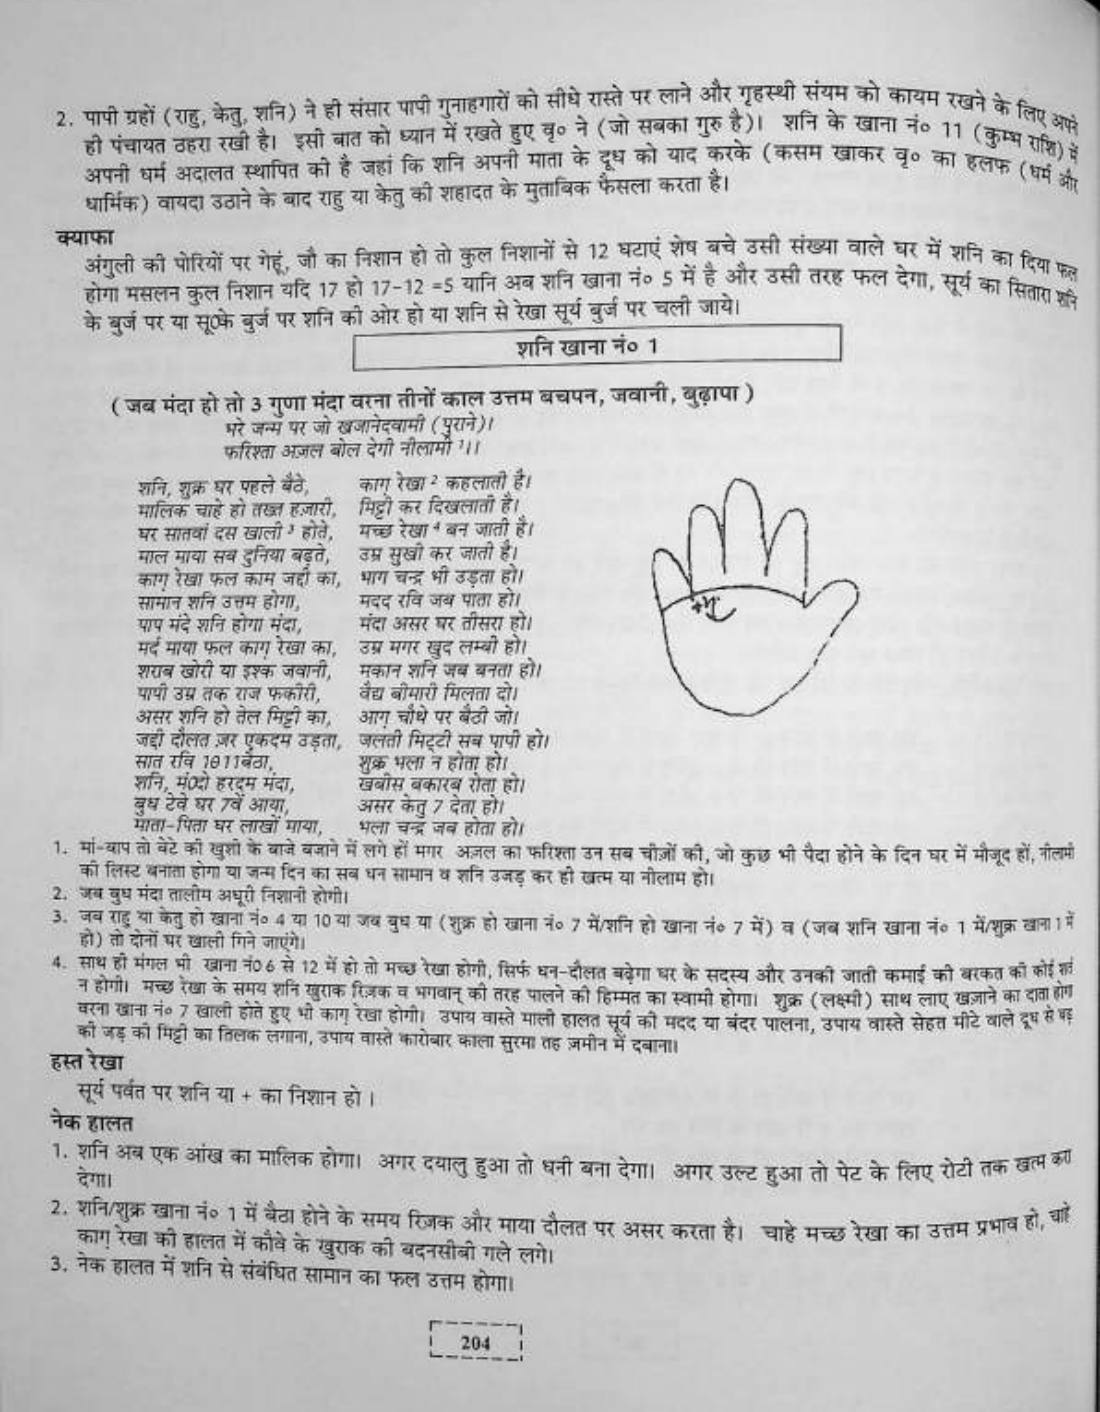 2. पापी ग्रहों (राहु, केतु, शनि) ने ही संसार पापी गुनाहगारों को सीधे रास्ते पर लाने और गृहस्थी संयम को कायम रखने के लिए अपने
ही पंचायत ठहरा रखी है। इसी बात को ध्यान में रखते हुए वृ० ने (जो सबका गुरु है)। शनि के खाना नं० 11 (कुम्भ राशि) में
अपनी धर्म अदालत स्थापित की है जहां कि शनि अपनी माता के दूध को याद करके (कसम खाकर वृ० का हलफ (धर्म और
धार्मिक) वायदा उठाने के बाद राहु या केतु की शहादत के मुताबिक फैसला करता है।
क्याफा
अंगुली की पोरियों पर गेहूं, जौ का निशान हो तो कुल निशानों से 12 घटाएं शेष बचे उसी संख्या वाले घर में शनि का दिया फल
होगा मसलन कुल निशान यदि 17 हो 17-12 =5 यानि अब शनि खाना नं० 5 में है और उसी तरह फल देगा, सूर्य का सितारा शनि
के बुर्ज पर या सू0के बुर्ज पर शनि की ओर हो या शनि से रेखा सूर्य बुर्ज पर चली जाये।
शनि खाना नं० 1
(जब मंदा हो तो 3 गुणा मंदा वरना तीनों काल उत्तम बचपन, जवानी, बुढ़ापा)
भरे जन्म पर जो खजानेदवामी (पुराने)।
फरिश्ता अज़ल बोल देगी नीलामी ¹।।
शनि, शुक्र घर पहले बैठे, काग़ रेखा ² कहलाती है।
मालिक चाहे हो तख्त हज़ारी, मिट्टी कर दिखलाती है।
घर सातवां दस खाली ³ होते, मच्छ रेखा ⁴ बन जाती है।
माल माया सब दुनिया बढ़ते, उम्र सुखी कर जाती है।
काग़ रेखा फल काम जद्दी का, भाग चन्द्र भी उड़ता हो।
सामान शनि उत्तम होगा, मदद रवि जब पाता हो।
पाप मंदे शनि होगा मंदा, मंदा असर घर तीसरा हो।
मर्द माया फल काग़ रेखा का, उम्र मगर खुद लम्बी हो।
शराब खोरी या इश्क जवानी, मकान शनि जब बनता हो।
पापी उम्र तक राज फकीरी, वैद्य बीमारी मिलता दो।
असर शनि हो तेल मिट्टी का, आग़ चौथे पर बैठी जो।
जद्दी दौलत ज़र एकदम उड़ता, जलती मिट्टी सब पापी हो।
सात रवि 1011बैठा, शुक्र भला न होता हो।
शनि, मं0दो हरदम मंदा, खबीस बकारब रोता हो।
बुध टेवे घर 7वें आया, असर केतु 7 देता हो।
माता-पिता घर लाखों माया, भला चन्द्र जब होता हो।
1. मां-बाप तो बेटे की खुशी के बाजे बजाने में लगे हों मगर अज़ल का फरिश्ता उन सब चीज़ों की, जो कुछ भी पैदा होने के दिन घर में मौजूद हों, नीलामी
की लिस्ट बनाता होगा या जन्म दिन का सब धन सामान व शनि उजड़ कर ही खत्म या नीलाम हो।
2. जब बुध मंदा तालीम अधूरी निशानी होगी।
3. जब राहु या केतु हो खाना नं० 4 या 10 या जब बुध या (शुक्र हो खाना नं० 7 में/शनि हो खाना नं० 7 में) व (जब शनि खाना नं० 1 में/शुक्र खाना 1 में
हो) तो दोनों घर खाली गिने जाएंगे।
4. साथ ही मंगल भी खाना नं0 6 से 12 में हो तो मच्छ रेखा होगी, सिर्फ धन-दौलत बढ़ेगा घर के सदस्य और उनकी जाती कमाई की बरकत की कोई शर्त
न होगी। मच्छ रेखा के समय शनि खुराक रिज़क व भगवान् की तरह पालने की हिम्मत का स्वामी होगा। शुक्र (लक्ष्मी) साथ लाए खज़ाने का दाता होगा
वरना खाना नं० 7 खाली होते हुए भी काग़ रेखा होगी। उपाय वास्ते माली हालत सूर्य की मदद या बंदर पालना, उपाय वास्ते सेहत मीटे वाले दूध से बड़
की जड़ की मिट्टी का तिलक लगाना, उपाय वास्ते कारोबार काला सुरमा तह ज़मीन में दबाना।
हस्त रेखा
सूर्य पर्वत पर शनि या + का निशान हो ।
नेक हालत
1. शनि अब एक आंख का मालिक होगा। अगर दयालु हुआ तो धनी बना देगा। अगर उल्ट हुआ तो पेट के लिए रोटी तक खत्म करा
देगा।
2. शनि/शुक्र खाना नं० 1 में बैठा होने के समय रिज़क और माया दौलत पर असर करता है। चाहे मच्छ रेखा का उत्तम प्रभाव हो, चाहे
काग़ रेखा की हालत में कौवे के खुराक की बदनसीबी गले लगे।
3. नेक हालत में शनि से संबंधित सामान का फल उत्तम होगा।
204